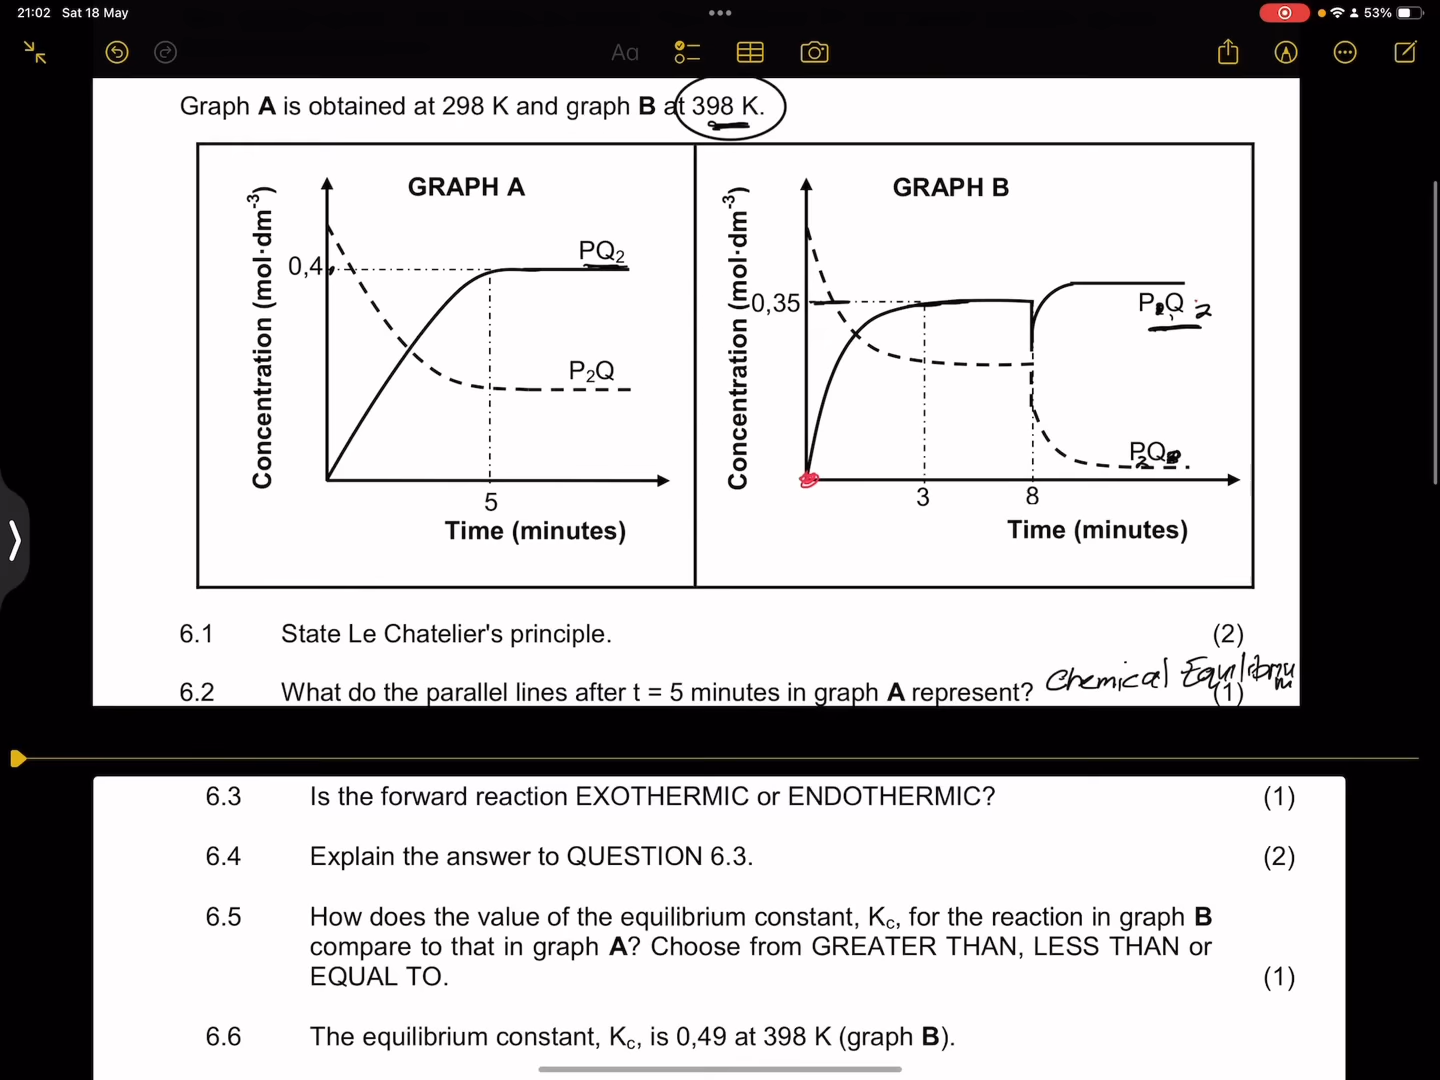 21:02 Sat 18 May
53%
Aa
Graph A is obtained at 298 K and graph B at 398 K.
GRAPH A
Concentration (mol·dm⁻³)
0,4
PQ₂
P₂Q
5
Time (minutes)
GRAPH B
Concentration (mol·dm⁻³)
0,35
PQ₂
P₂Q
3
8
Time (minutes)
6.1 State Le Chatelier's principle. (2)
6.2 What do the parallel lines after t = 5 minutes in graph A represent? (1)
Chemical Equilibrium
6.3 Is the forward reaction EXOTHERMIC or ENDOTHERMIC? (1)
6.4 Explain the answer to QUESTION 6.3. (2)
6.5 How does the value of the equilibrium constant, Kc, for the reaction in graph B
compare to that in graph A? Choose from GREATER THAN, LESS THAN or
EQUAL TO. (1)
6.6 The equilibrium constant, Kc, is 0,49 at 398 K (graph B).